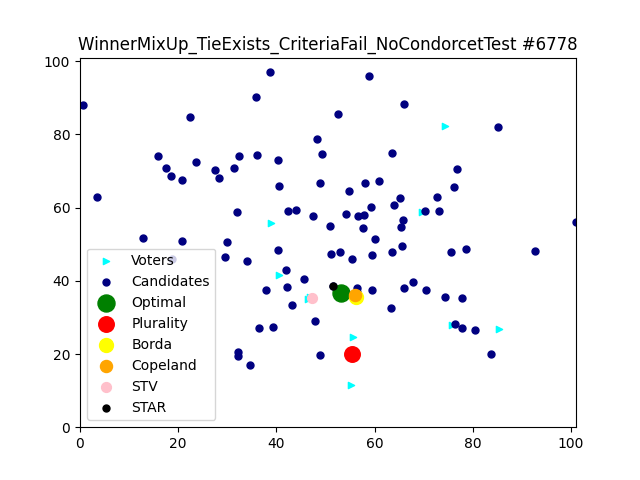 WinnerMixUp_TieExists_CriteriaFail_NoCondorcetTest #6778
100
80
60
40
20
0
Voters
Candidates
Optimal
Plurality
Borda
Copeland
STV
STAR
0 20 40 60 80 100